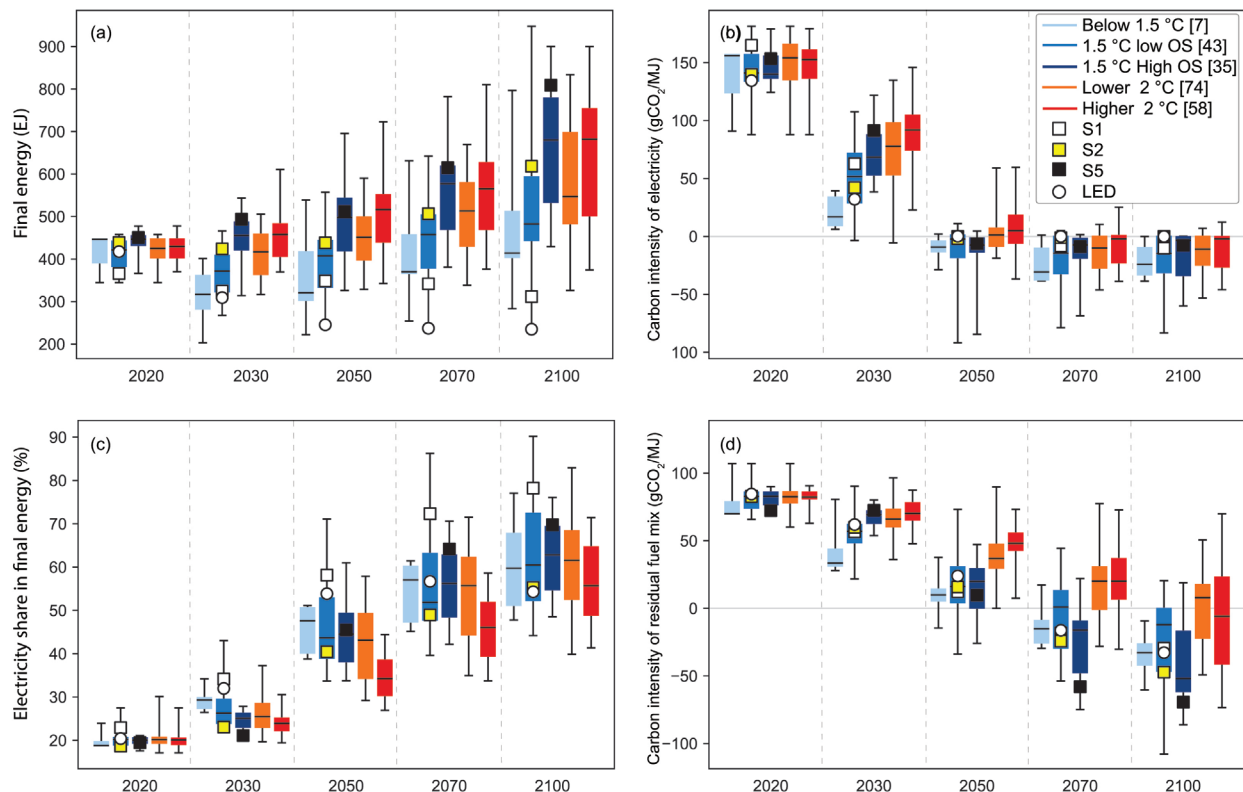 (a)
Final energy (EJ)
900
800
700
600
500
400
300
200
2020 2030 2050 2070 2100
(b)
Carbon intensity of electricity (gCO₂/MJ)
150
100
50
0
−50
100
2020 2030 2050 2070 2100
Below 1.5 °C [7]
1.5 °C low OS [43]
1.5 °C High OS [35]
Lower 2 °C [74]
Higher 2 °C [58]
S1
S2
S5
LED
(c)
Electricity share in final energy (%)
90
80
70
60
50
40
30
20
2020 2030 2050 2070 2100
(d)
Carbon intensity of residual fuel mix (gCO₂/MJ)
100
50
0
−50
−100
2020 2030 2050 2070 2100